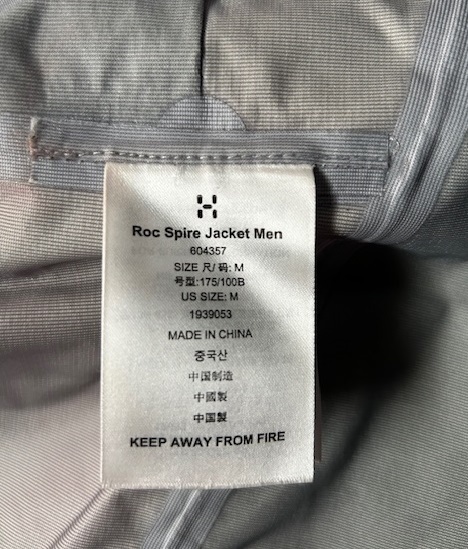 Roc Spire Jacket Men
604357
SIZE 尺/码: M
号型:175/100B
US SIZE: M
1939053
MADE IN CHINA
중국산
中国制造
中國製
中国製
KEEP AWAY FROM FIRE